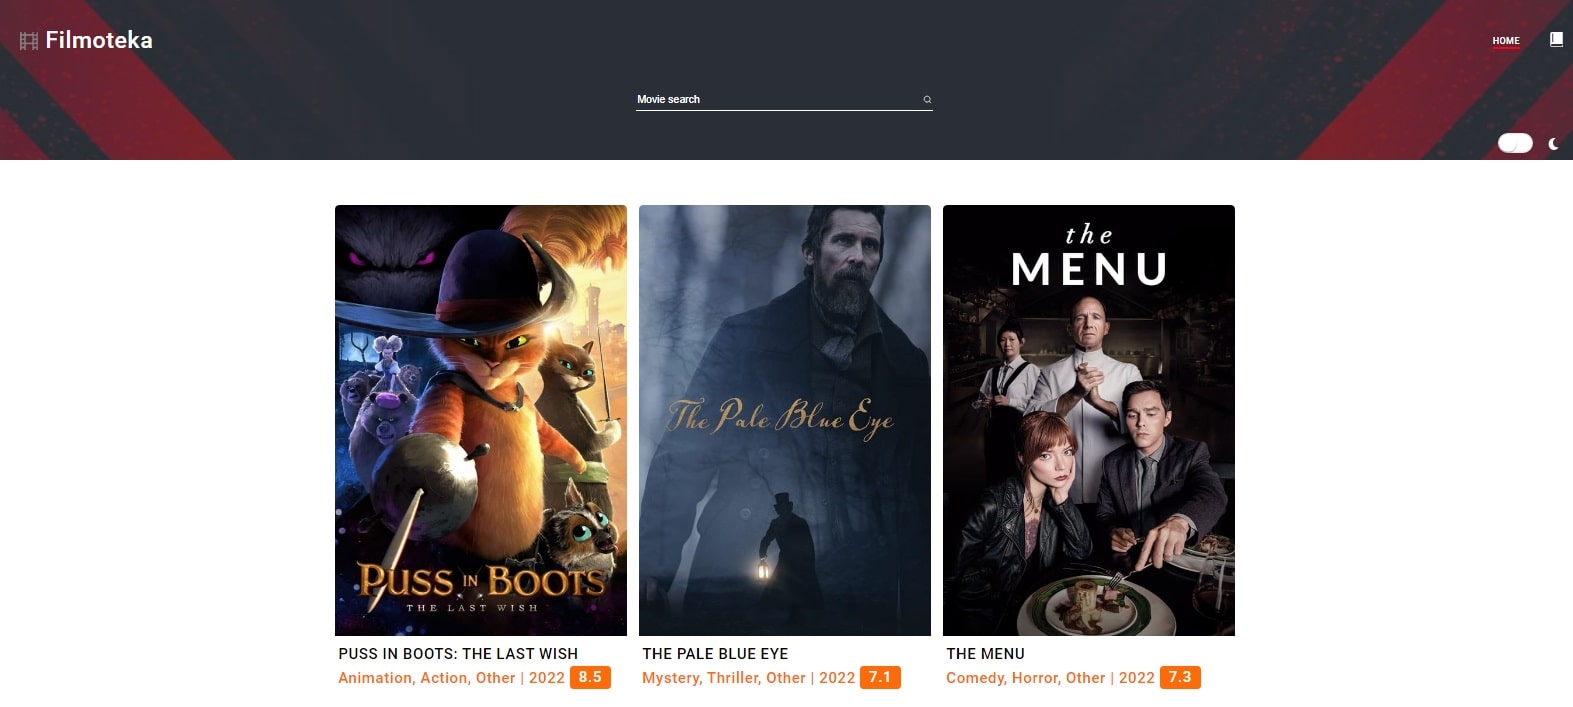 Filmoteka
HOME
Movie search
PUSS IN BOOTS
THE LAST WISH
The Pale Blue Eye
the
MENU
PUSS IN BOOTS: THE LAST WISH
Animation, Action, Other | 2022 8.5
THE PALE BLUE EYE
Mystery, Thriller, Other | 2022 7.1
THE MENU
Comedy, Horror, Other | 2022 7.3